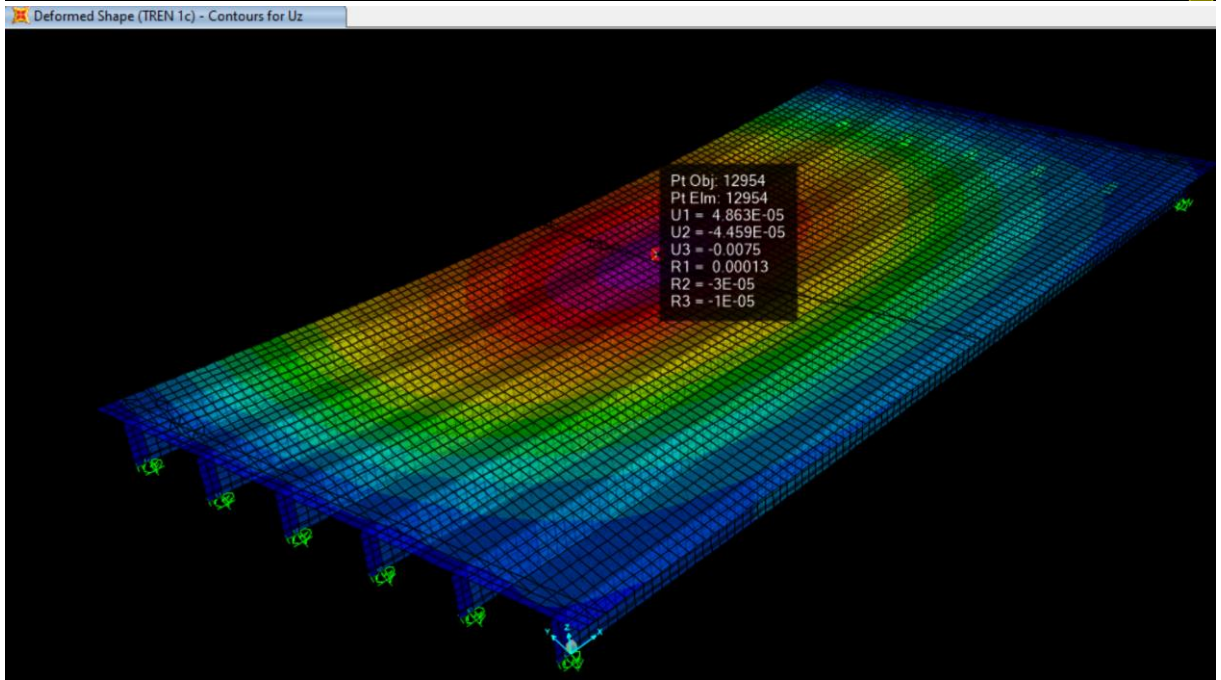 Deformed Shape (TREN 1c) - Contours for Uz
Pt Obj: 12954
Pt Elm: 12954
U1 = 4.863E-05
U2 = -4.459E-05
U3 = -0.0075
R1 = 0.00013
R2 = -3E-05
R3 = -1E-05
Y Z X